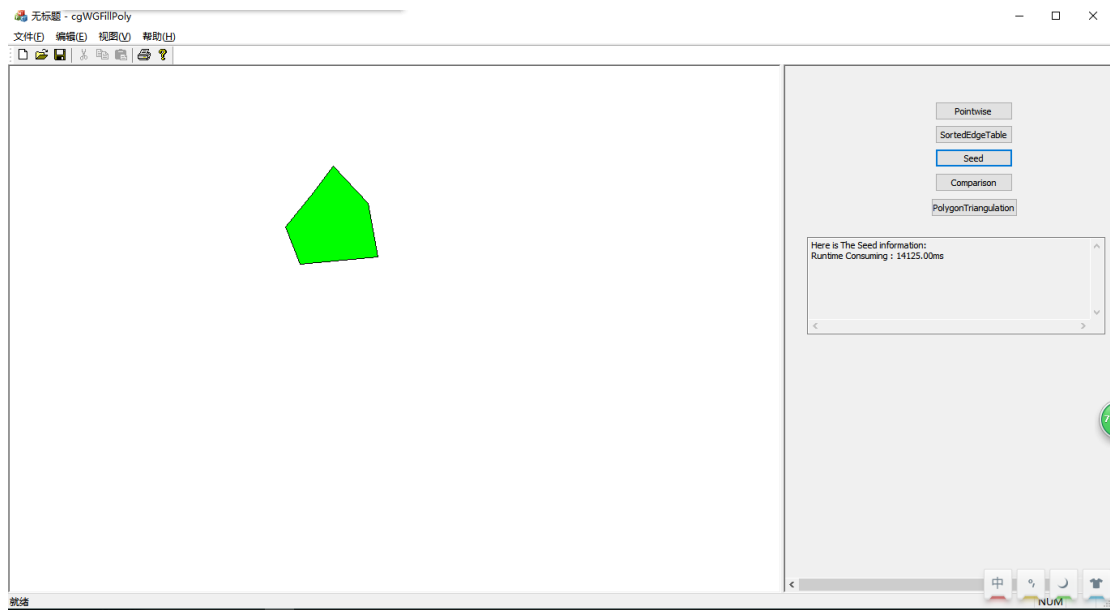 无标题 - cgWGFillPoly
文件(F) 编辑(E) 视图(V) 帮助(H)
Pointwise
SortedEdgeTable
Seed
Comparison
PolygonTriangulation
Here is The Seed information:
Runtime Consuming : 14125.00ms
7
中
就绪
NUM